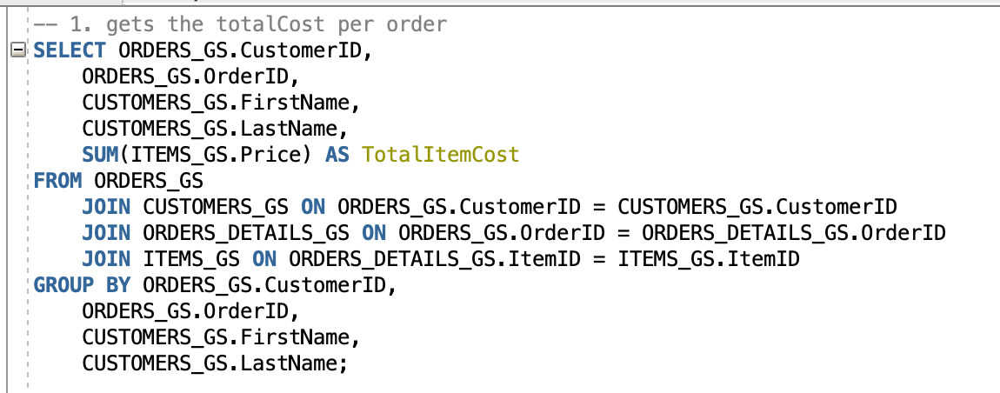 -- 1. gets the totalCost per order
SELECT ORDERS_GS.CustomerID,
    ORDERS_GS.OrderID,
    CUSTOMERS_GS.FirstName,
    CUSTOMERS_GS.LastName,
    SUM(ITEMS_GS.Price) AS TotalItemCost
FROM ORDERS_GS
    JOIN CUSTOMERS_GS ON ORDERS_GS.CustomerID = CUSTOMERS_GS.CustomerID
    JOIN ORDERS_DETAILS_GS ON ORDERS_GS.OrderID = ORDERS_DETAILS_GS.OrderID
    JOIN ITEMS_GS ON ORDERS_DETAILS_GS.ItemID = ITEMS_GS.ItemID
GROUP BY ORDERS_GS.CustomerID,
    ORDERS_GS.OrderID,
    CUSTOMERS_GS.FirstName,
    CUSTOMERS_GS.LastName;